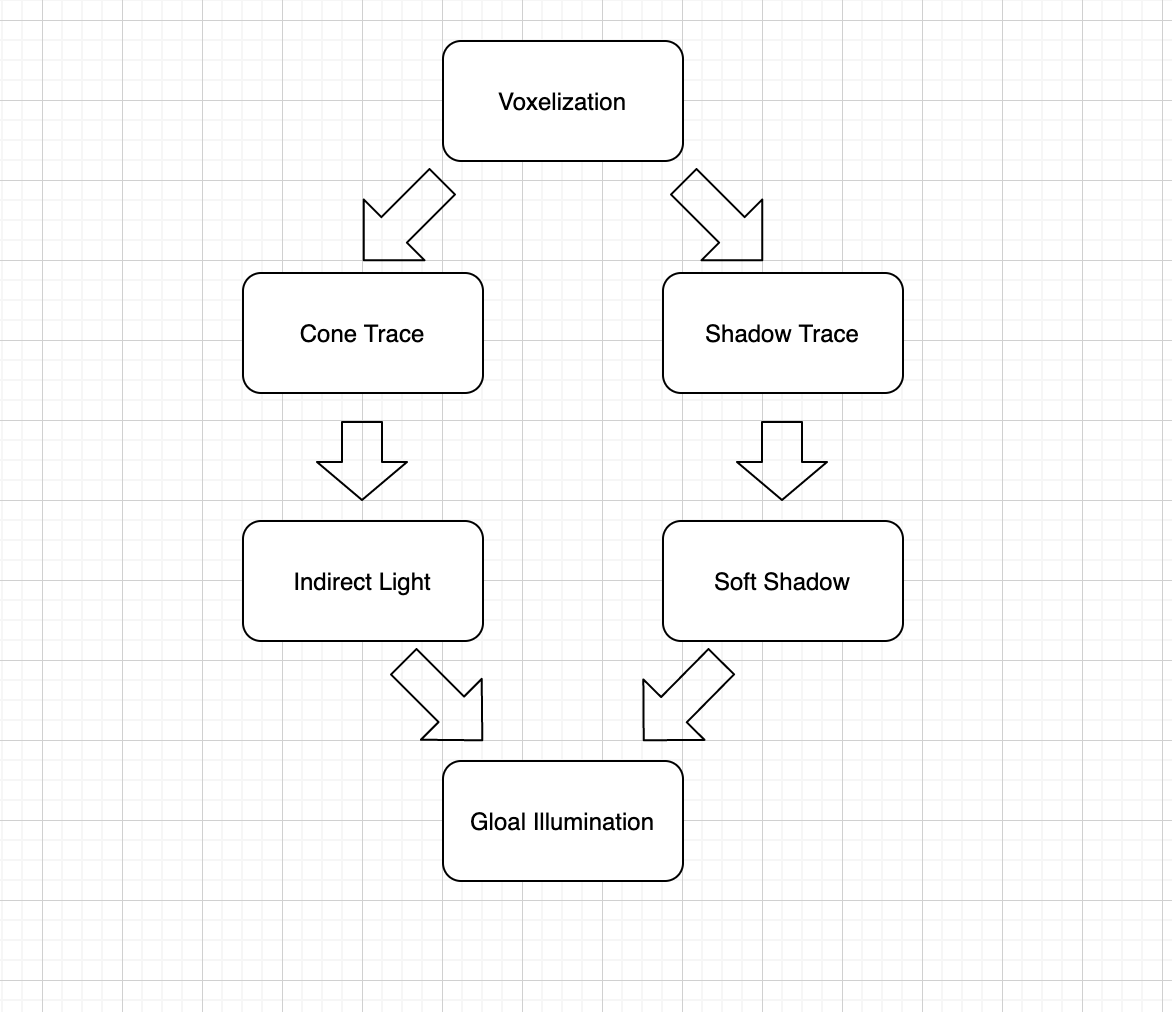 Voxelization
Cone Trace
Shadow Trace
Indirect Light
Soft Shadow
Gloal Illumination